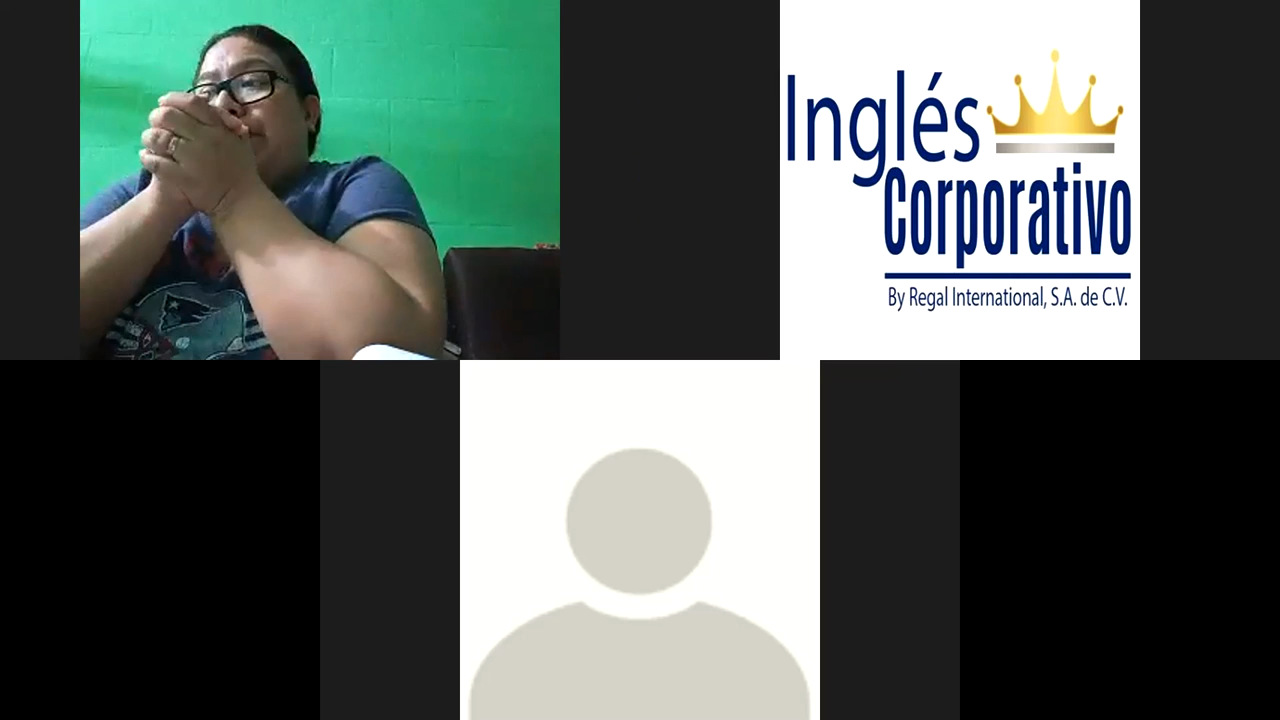 Inglés
Corporativo
By Regal International, S.A. de C.V.